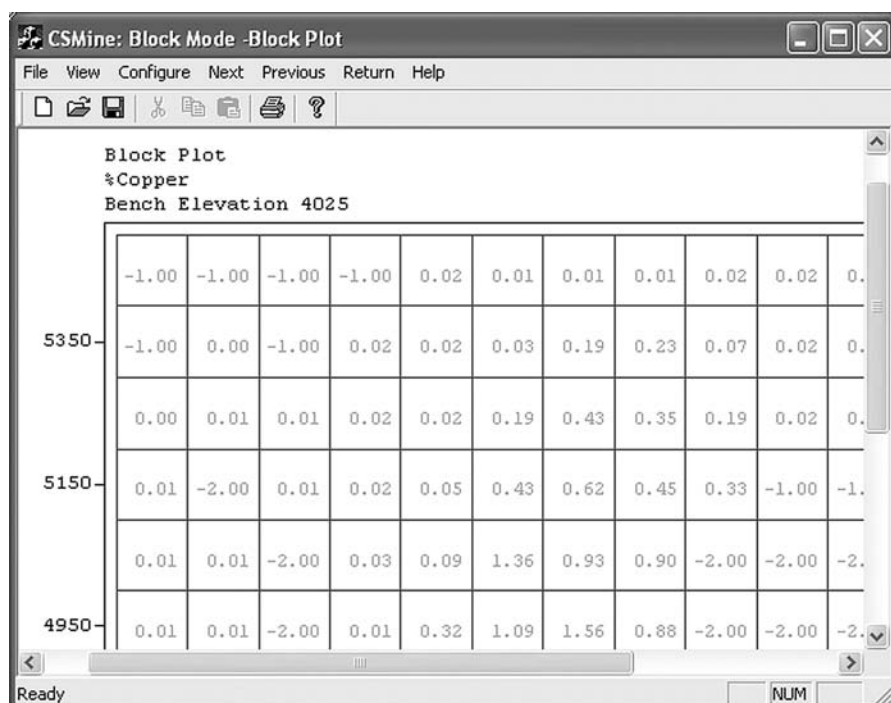 CSMine: Block Mode -Block Plot
File View Configure Next Previous Return Help
Block Plot
%Copper
Bench Elevation 4025
-1.00 -1.00 -1.00 -1.00 0.02 0.01 0.01 0.01 0.02 0.02 0.
5350 -1.00 0.00 -1.00 0.02 0.02 0.03 0.19 0.23 0.07 0.02 0.
0.00 0.01 0.01 0.02 0.02 0.19 0.43 0.35 0.19 0.02 0.
5150 0.01 -2.00 0.01 0.02 0.05 0.43 0.62 0.45 0.33 -1.00 -1.
0.01 0.01 -2.00 0.03 0.09 1.36 0.93 0.90 -2.00 -2.00 -2.
4950 0.01 0.01 -2.00 0.01 0.32 1.09 1.56 0.88 -2.00 -2.00 -2.
Ready NUM